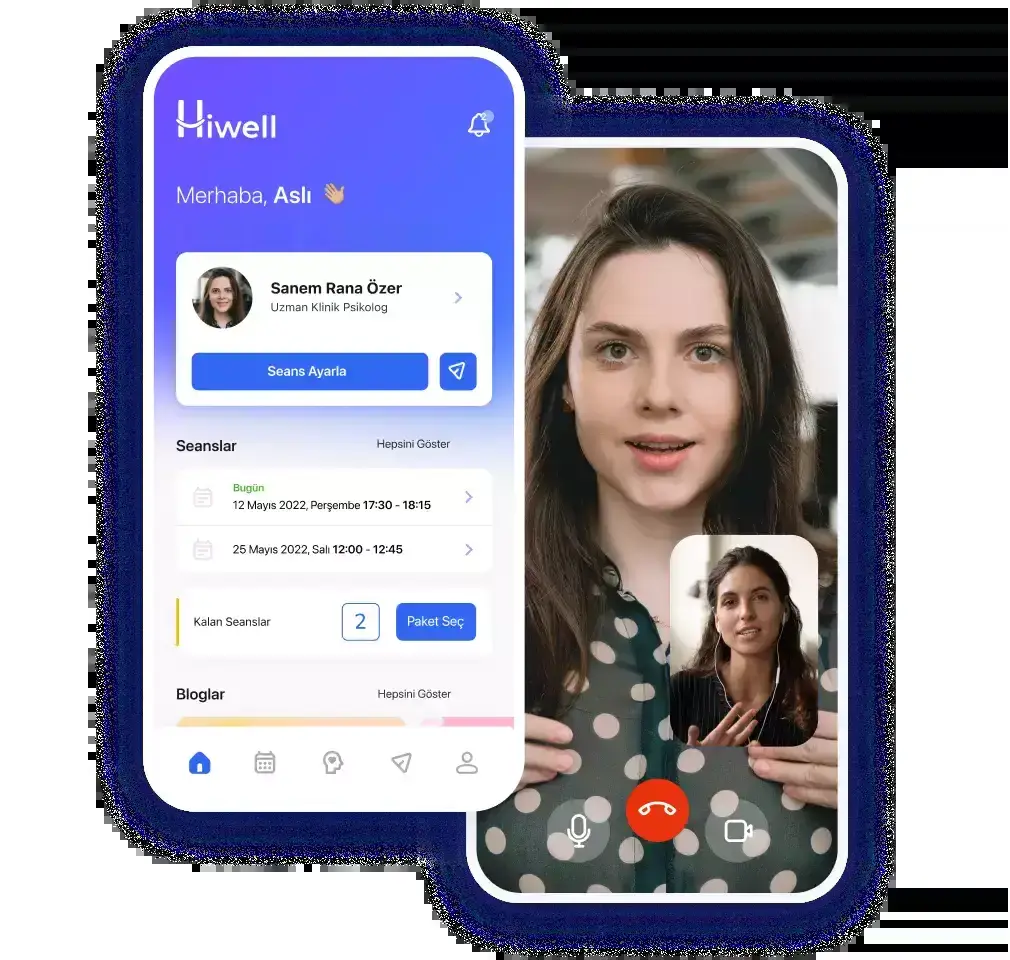 Hiwell
Merhaba, Aslı 👋
Sanem Rana Özer
Uzman Klinik Psikolog
Seans Ayarla
Seanslar
Hepsini Göster
Bugün
12 Mayıs 2022, Perşembe 17:30 - 18:15
25 Mayıs 2022, Salı 12:00 - 12:45
Kalan Seanslar
2
Paket Seç
Bloglar
Hepsini Göster